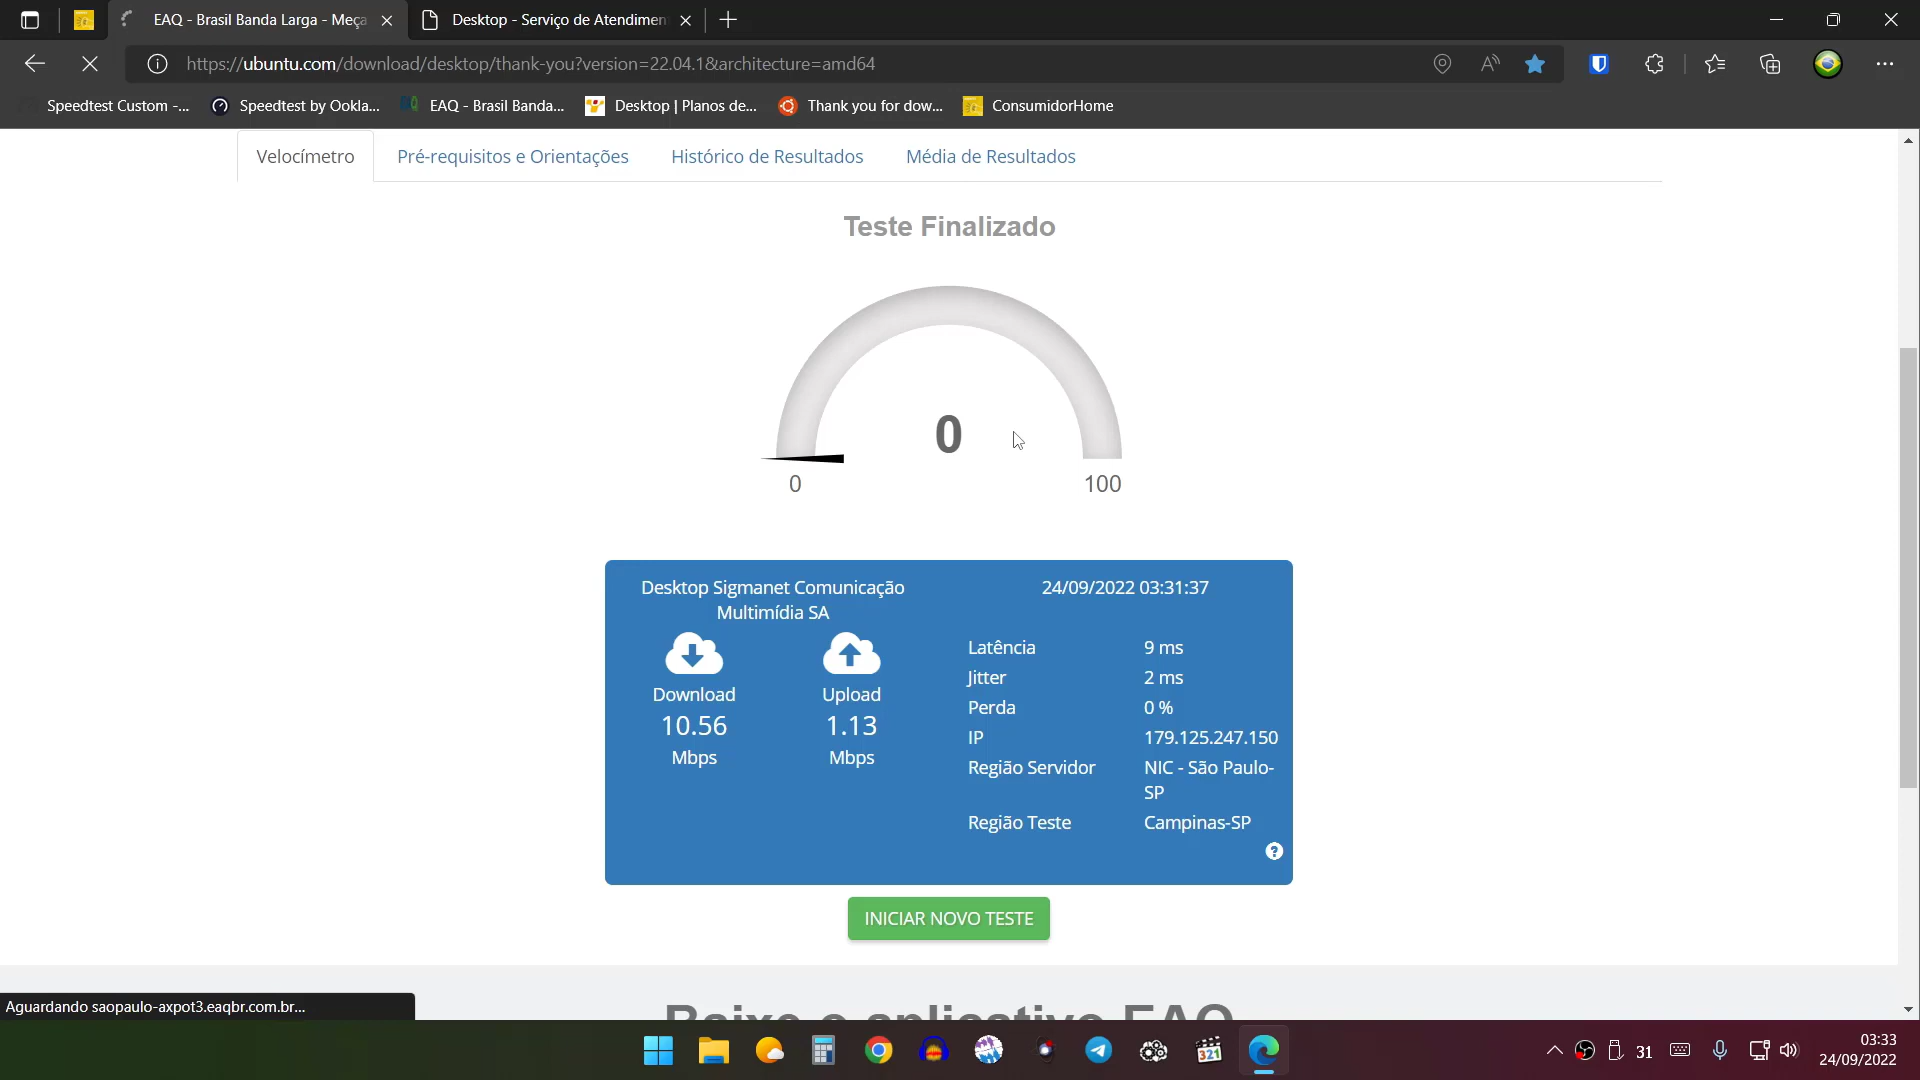 EAQ - Brasil Banda Larga - Meça
Desktop - Serviço de Atendimen
https://ubuntu.com/download/desktop/thank-you?version=22.04.1&architecture=amd64
Speedtest Custom -...
Speedtest by Ookla...
EAQ - Brasil Banda...
Desktop | Planos de...
Thank you for dow...
ConsumidorHome
Velocímetro
Pré-requisitos e Orientações
Histórico de Resultados
Média de Resultados
Teste Finalizado
0
0
100
Desktop Sigmanet Comunicação
Multimídia SA
24/09/2022 03:31:37
Download
10.56
Mbps
Upload
1.13
Mbps
Latência 9 ms
Jitter 2 ms
Perda 0 %
IP 179.125.247.150
Região Servidor NIC - São Paulo-
SP
Região Teste Campinas-SP
?
INICIAR NOVO TESTE
Baixe o aplicativo EAQ
Aguardando saopaulo-axpot3.eaqbr.com.br...
321
31
03:33
24/09/2022